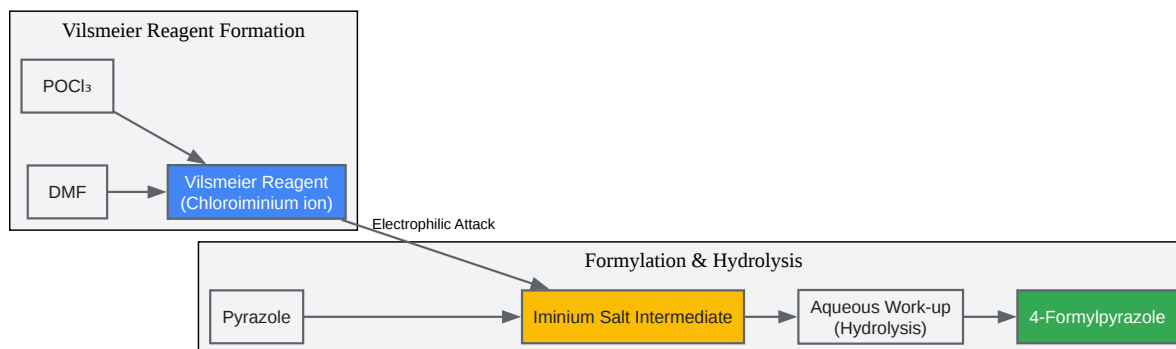 Vilsmeier Reagent Formation
POCl₃
DMF
Vilsmeier Reagent
(Chloroiminium ion)
Electrophilic Attack
Formylation & Hydrolysis
Pyrazole
Iminium Salt Intermediate
Aqueous Work-up
(Hydrolysis)
4-Formylpyrazole